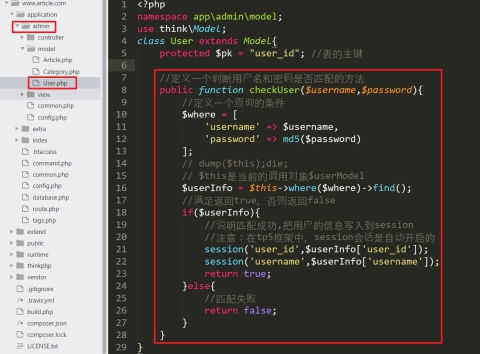 www.article.com
application
admin
controller
model
Article.php
Category.php
User.php
view
common.php
config.php
extra
index
.htaccess
command.php
common.php
config.php
database.php
route.php
tags.php
extend
public
runtime
thinkphp
vendor
.gitignore
.travis.yml
build.php
composer.json
composer.lock
LICENSE.txt
1 <?php
2 namespace app\admin\model;
3 use think\Model;
4 class User extends Model{
5 protected $pk = "user_id"; //表的主键
6
7 //定义一个判断用户名和密码是否匹配的方法
8 public function checkUser($username,$password){
9 //定义一个查询的条件
10 $where = [
11 'username' => $username,
12 'password' => md5($password)
13 ];
14 // dump($this);die;
15 // $this是当前的调用对象$userModel
16 $userInfo = $this->where($where)->find();
17 //满足返回true，否则返回false
18 if($userInfo){
19 //说明匹配成功,把用户的信息写入到session
20 //注意：在tp5框架中，session会话是自动开启的
21 session('user_id',$userInfo['user_id']);
22 session('username',$userInfo['username']);
23 return true;
24 }else{
25 //匹配失败
26 return false;
27 }
28 }
29 }